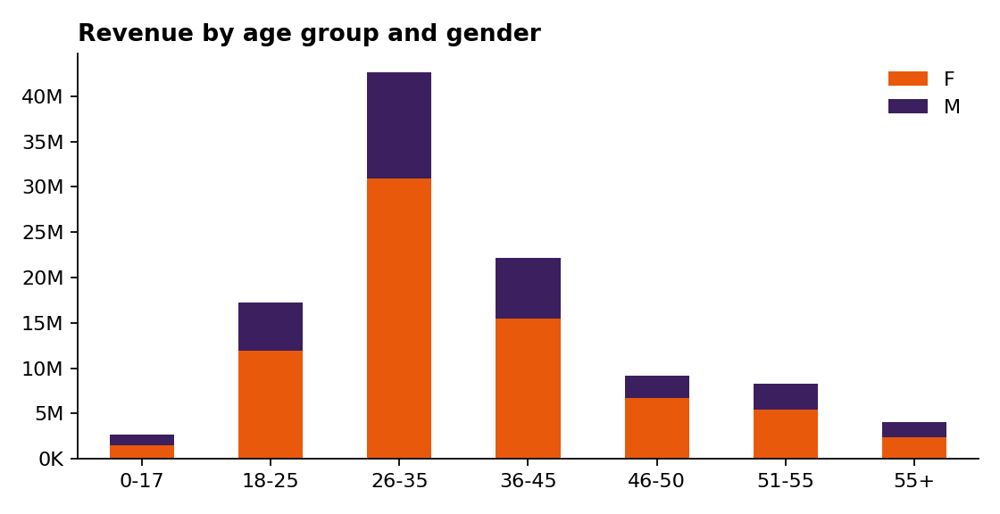 Revenue by age group and gender
F
M
40M
35M
30M
25M
20M
15M
10M
5M
0K
0-17 18-25 26-35 36-45 46-50 51-55 55+